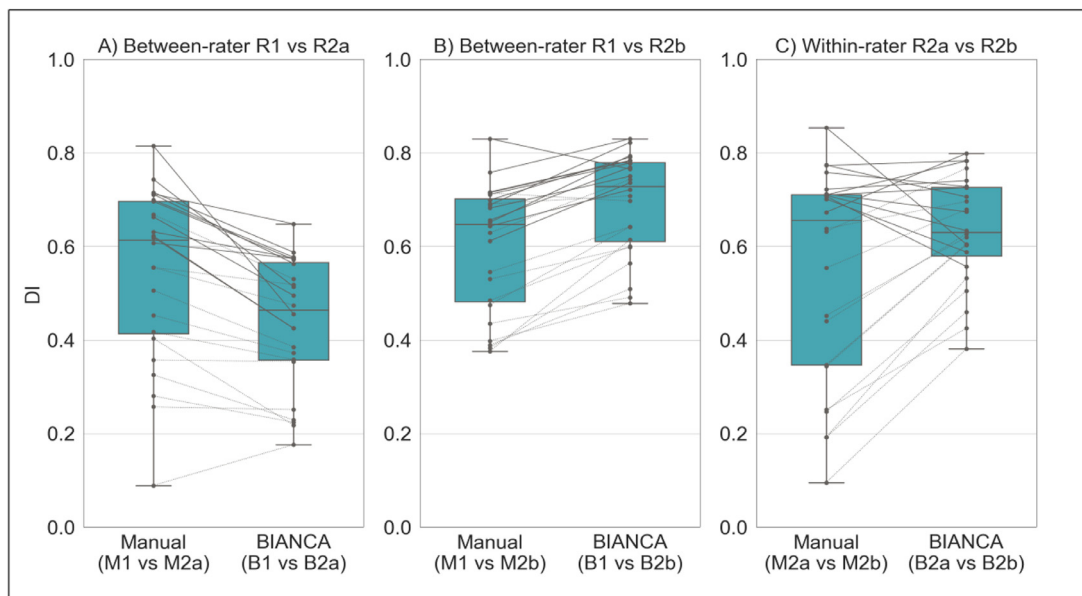 A) Between-rater R1 vs R2a
B) Between-rater R1 vs R2b
C) Within-rater R2a vs R2b
DI
1.0
0.8
0.6
0.4
0.2
0.0
1.0
0.8
0.6
0.4
0.2
0.0
1.0
0.8
0.6
0.4
0.2
0.0
Manual
(M1 vs M2a)
BIANCA
(B1 vs B2a)
Manual
(M1 vs M2b)
BIANCA
(B1 vs B2b)
Manual
(M2a vs M2b)
BIANCA
(B2a vs B2b)